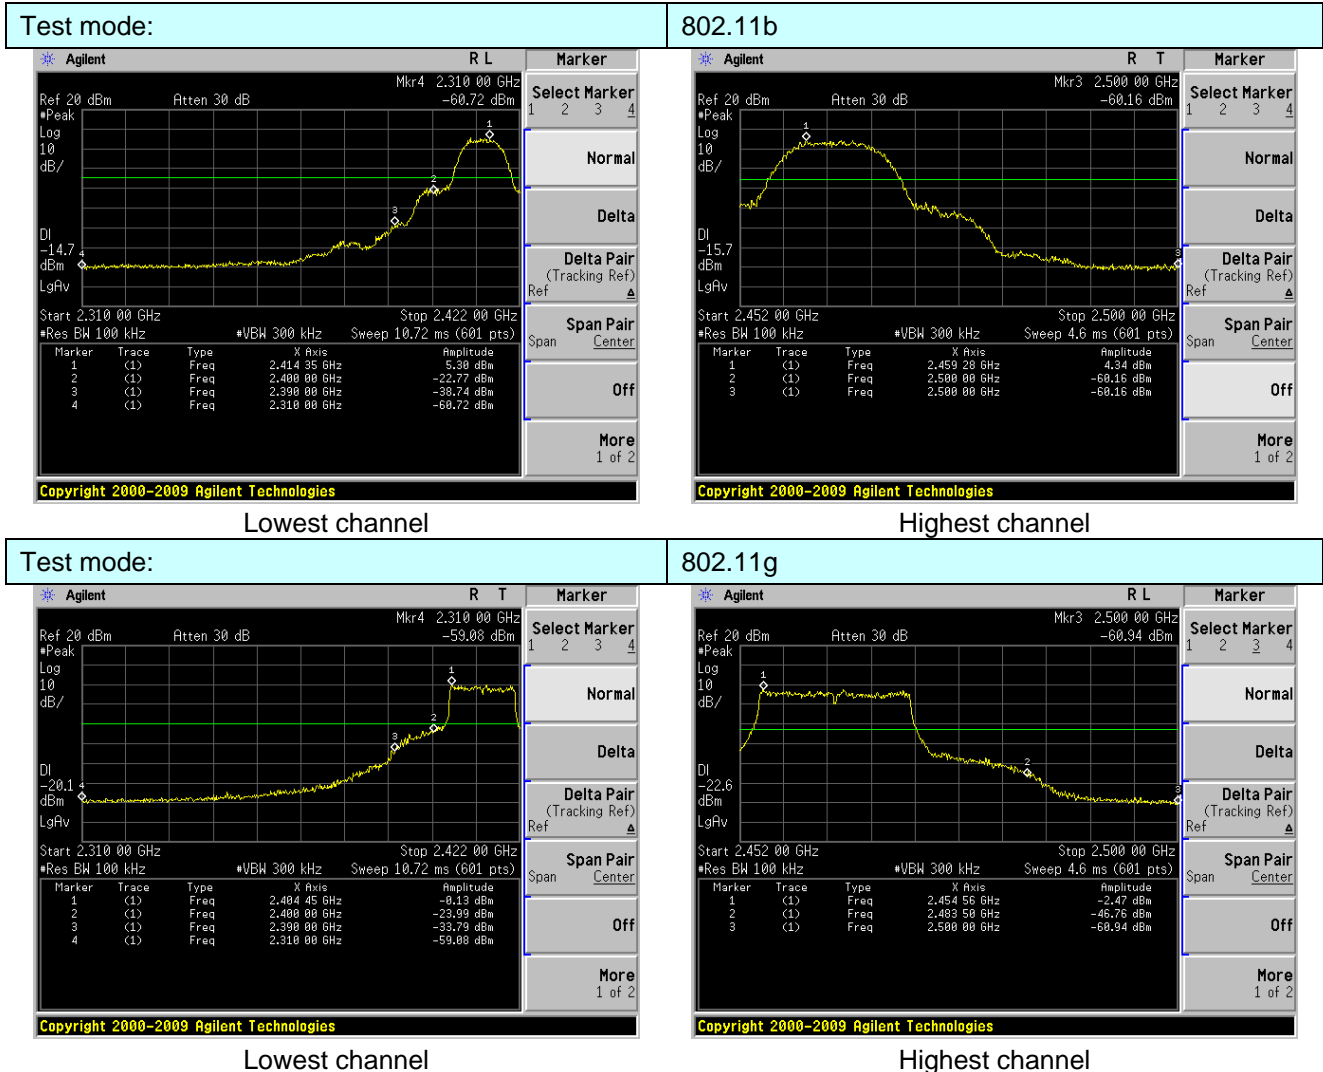 Test mode:
802.11b
Agilent
R L
Marker
Mkr4 2.310 00 GHz
Ref 20 dBm
Atten 30 dB
-60.72 dBm
#Peak
Log
10
dB/
DI
-14.7
dBm
LgAv
1
2
3
4
Start 2.310 00 GHz
Stop 2.422 00 GHz
#Res BW 100 kHz
#VBW 300 kHz
Sweep 10.72 ms (601 pts)
Marker Trace Type X Axis Amplitude
1 (1) Freq 2.414 35 GHz 5.30 dBm
2 (1) Freq 2.400 00 GHz -22.77 dBm
3 (1) Freq 2.390 00 GHz -38.74 dBm
4 (1) Freq 2.310 00 GHz -60.72 dBm
Select Marker
1 2 3 4
Normal
Delta
Delta Pair
(Tracking Ref)
Ref Δ
Span Pair
Span Center
Off
More
1 of 2
Copyright 2000-2009 Agilent Technologies
Lowest channel
Agilent
R T
Marker
Mkr3 2.500 00 GHz
Ref 20 dBm
Atten 30 dB
-60.16 dBm
#Peak
Log
10
dB/
DI
-15.7
dBm
LgAv
1
3
Start 2.452 00 GHz
Stop 2.500 00 GHz
#Res BW 100 kHz
#VBW 300 kHz
Sweep 4.6 ms (601 pts)
Marker Trace Type X Axis Amplitude
1 (1) Freq 2.459 28 GHz 4.34 dBm
2 (1) Freq 2.500 00 GHz -60.16 dBm
3 (1) Freq 2.500 00 GHz -60.16 dBm
Select Marker
1 2 3 4
Normal
Delta
Delta Pair
(Tracking Ref)
Ref Δ
Span Pair
Span Center
Off
More
1 of 2
Copyright 2000-2009 Agilent Technologies
Highest channel
Test mode:
802.11g
Agilent
R T
Marker
Mkr4 2.310 00 GHz
Ref 20 dBm
Atten 30 dB
-59.08 dBm
#Peak
Log
10
dB/
DI
-20.1
dBm
LgAv
1
2
3
4
Start 2.310 00 GHz
Stop 2.422 00 GHz
#Res BW 100 kHz
#VBW 300 kHz
Sweep 10.72 ms (601 pts)
Marker Trace Type X Axis Amplitude
1 (1) Freq 2.404 45 GHz -0.13 dBm
2 (1) Freq 2.400 00 GHz -23.99 dBm
3 (1) Freq 2.390 00 GHz -33.79 dBm
4 (1) Freq 2.310 00 GHz -59.08 dBm
Select Marker
1 2 3 4
Normal
Delta
Delta Pair
(Tracking Ref)
Ref Δ
Span Pair
Span Center
Off
More
1 of 2
Copyright 2000-2009 Agilent Technologies
Lowest channel
Agilent
R L
Marker
Mkr3 2.500 00 GHz
Ref 20 dBm
Atten 30 dB
-60.94 dBm
#Peak
Log
10
dB/
DI
-22.6
dBm
LgAv
1
2
3
Start 2.452 00 GHz
Stop 2.500 00 GHz
#Res BW 100 kHz
#VBW 300 kHz
Sweep 4.6 ms (601 pts)
Marker Trace Type X Axis Amplitude
1 (1) Freq 2.454 56 GHz -2.47 dBm
2 (1) Freq 2.483 50 GHz -46.76 dBm
3 (1) Freq 2.500 00 GHz -60.94 dBm
Select Marker
1 2 3 4
Normal
Delta
Delta Pair
(Tracking Ref)
Ref Δ
Span Pair
Span Center
Off
More
1 of 2
Copyright 2000-2009 Agilent Technologies
Highest channel